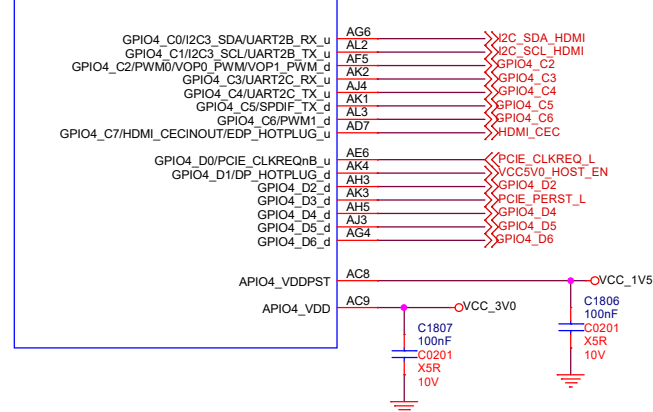 GPIO4_C0/I2C3_SDA/UART2B_RX_u AG6 I2C_SDA_HDMI
GPIO4_C1/I2C3_SCL/UART2B_TX_u AL2 I2C_SCL_HDMI
GPIO4_C2/PWM0/VOP0_PWM/VOP1_PWM_d AF5 GPIO4_C2
GPIO4_C3/UART2C_RX_u AK2 GPIO4_C3
GPIO4_C4/UART2C_TX_u AJ4 GPIO4_C4
GPIO4_C5/SPDIF_TX_d AK1 GPIO4_C5
GPIO4_C6/PWM1_d AL3 GPIO4_C6
GPIO4_C7/HDMI_CECINOUT/EDP_HOTPLUG_u AD7 HDMI_CEC
GPIO4_D0/PCIE_CLKREQnB_u AE6 PCIE_CLKREQ_L
GPIO4_D1/DP_HOTPLUG_d AK4 VCC5V0_HOST_EN
GPIO4_D2_d AH3 GPIO4_D2
GPIO4_D3_d AK3 PCIE_PERST_L
GPIO4_D4_d AH5 GPIO4_D4
GPIO4_D5_d AJ3 GPIO4_D5
GPIO4_D6_d AG4 GPIO4_D6
APIO4_VDDPST AC8 VCC_1V5
APIO4_VDD AC9 VCC_3V0
C1806
100nF
C0201
X5R
10V
C1807
100nF
C0201
X5R
10V